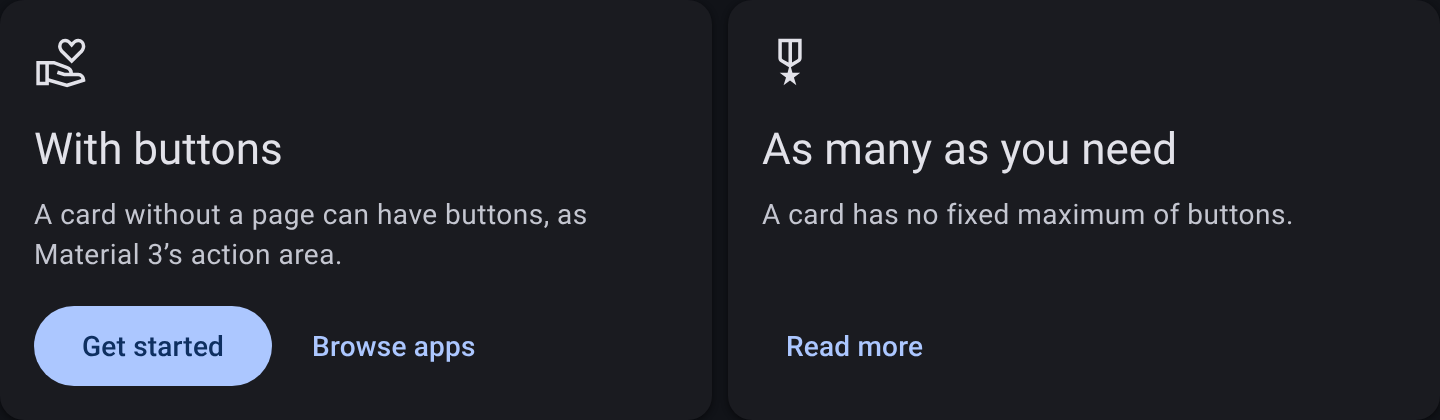 With buttons
A card without a page can have buttons, as
Material 3’s action area.
Get started
Browse apps
As many as you need
A card has no fixed maximum of buttons.
Read more